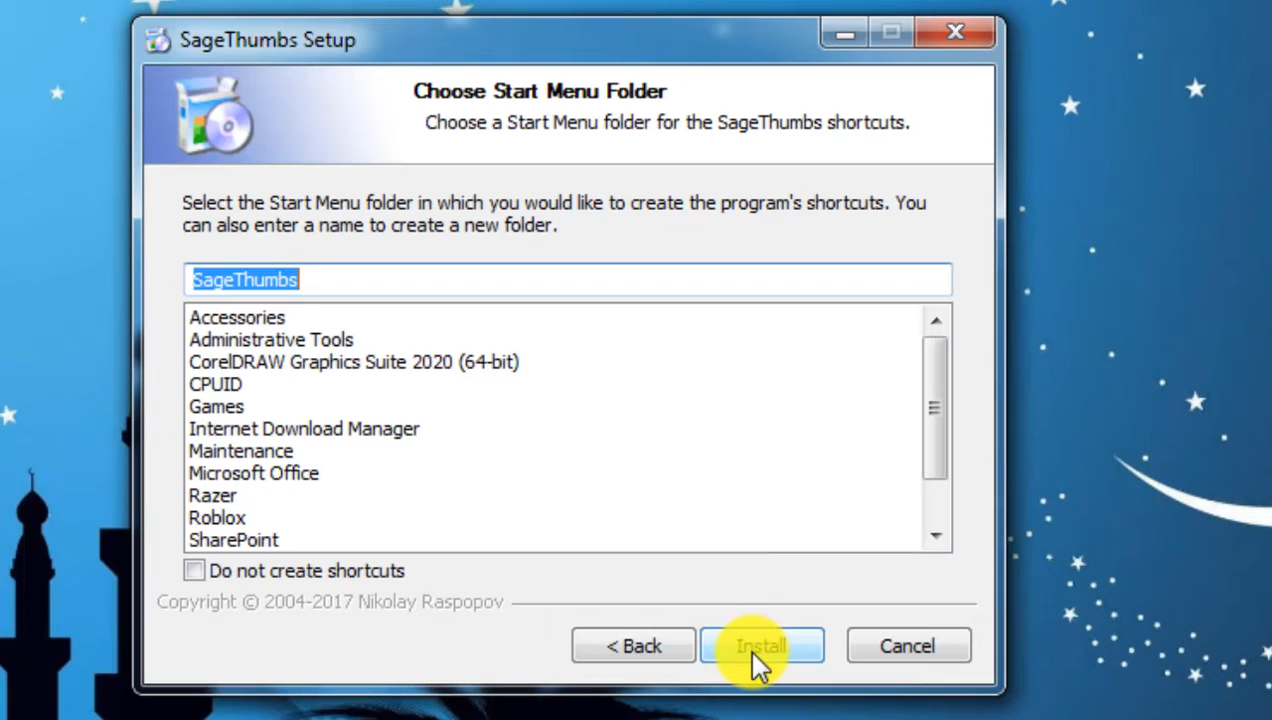 SageThumbs Setup
Choose Start Menu Folder
Choose a Start Menu folder for the SageThumbs shortcuts.
Select the Start Menu folder in which you would like to create the program's shortcuts. You
can also enter a name to create a new folder.
SageThumbs
Accessories
Administrative Tools
CorelDRAW Graphics Suite 2020 (64-bit)
CPUID
Games
Internet Download Manager
Maintenance
Microsoft Office
Razer
Roblox
SharePoint
Do not create shortcuts
Copyright © 2004-2017 Nikolay Raspopov
< Back Install Cancel